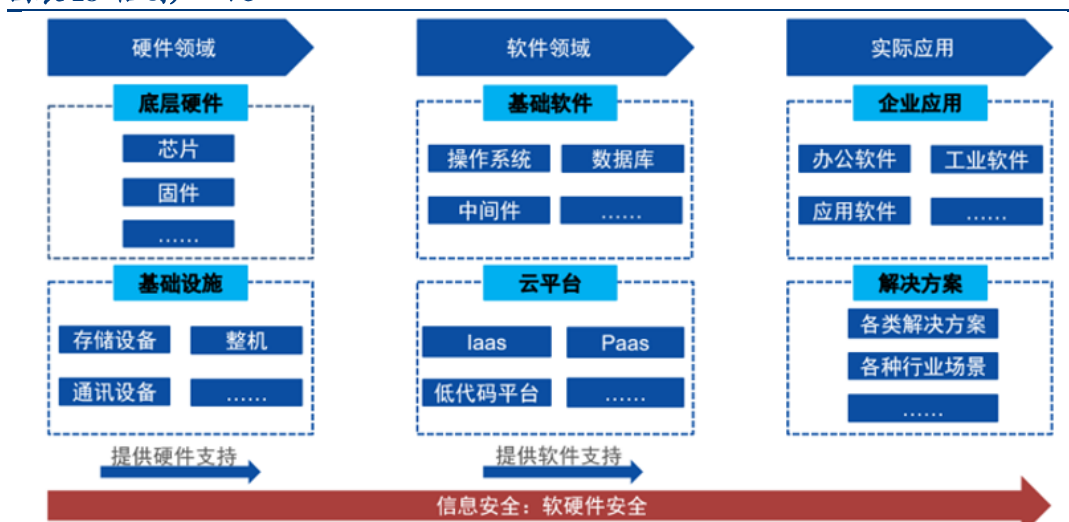 硬件领域
软件领域
实际应用
底层硬件
芯片
固件
……
基础软件
操作系统
数据库
中间件
……
企业应用
办公软件
工业软件
应用软件
……
基础设施
存储设备
整机
通讯设备
……
云平台
Iaas
Paas
低代码平台
……
解决方案
各类解决方案
各种行业场景
……
提供硬件支持
提供软件支持
信息安全：软硬件安全